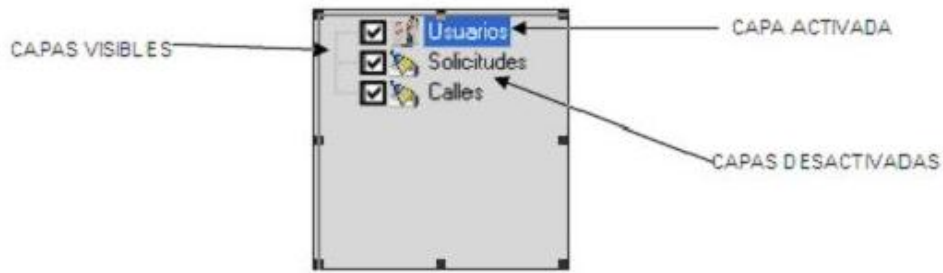 CAPAS VISIBLES
Usuarios
Solicitudes
Calles
CAPA ACTIVADA
CAPAS DESACTIVADAS